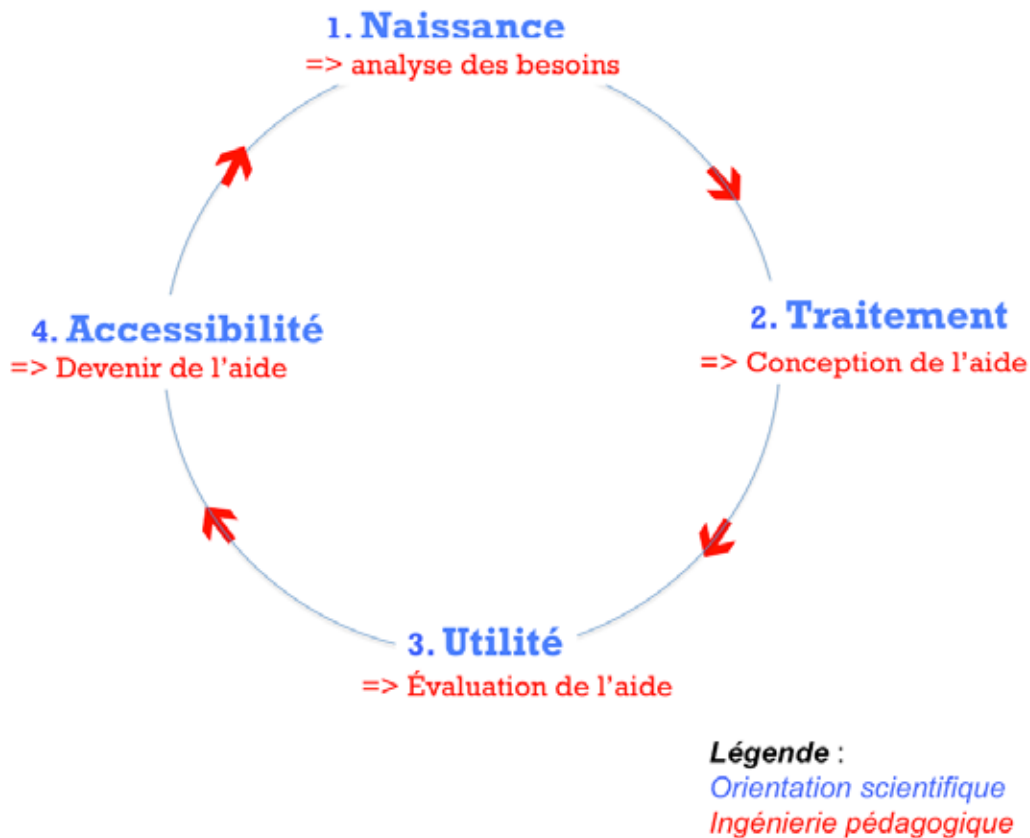 1. Naissance
=> analyse des besoins
2. Traitement
=> Conception de l'aide
3. Utilité
=> Évaluation de l'aide
4. Accessibilité
=> Devenir de l'aide
Légende :
Orientation scientifique
Ingénierie pédagogique